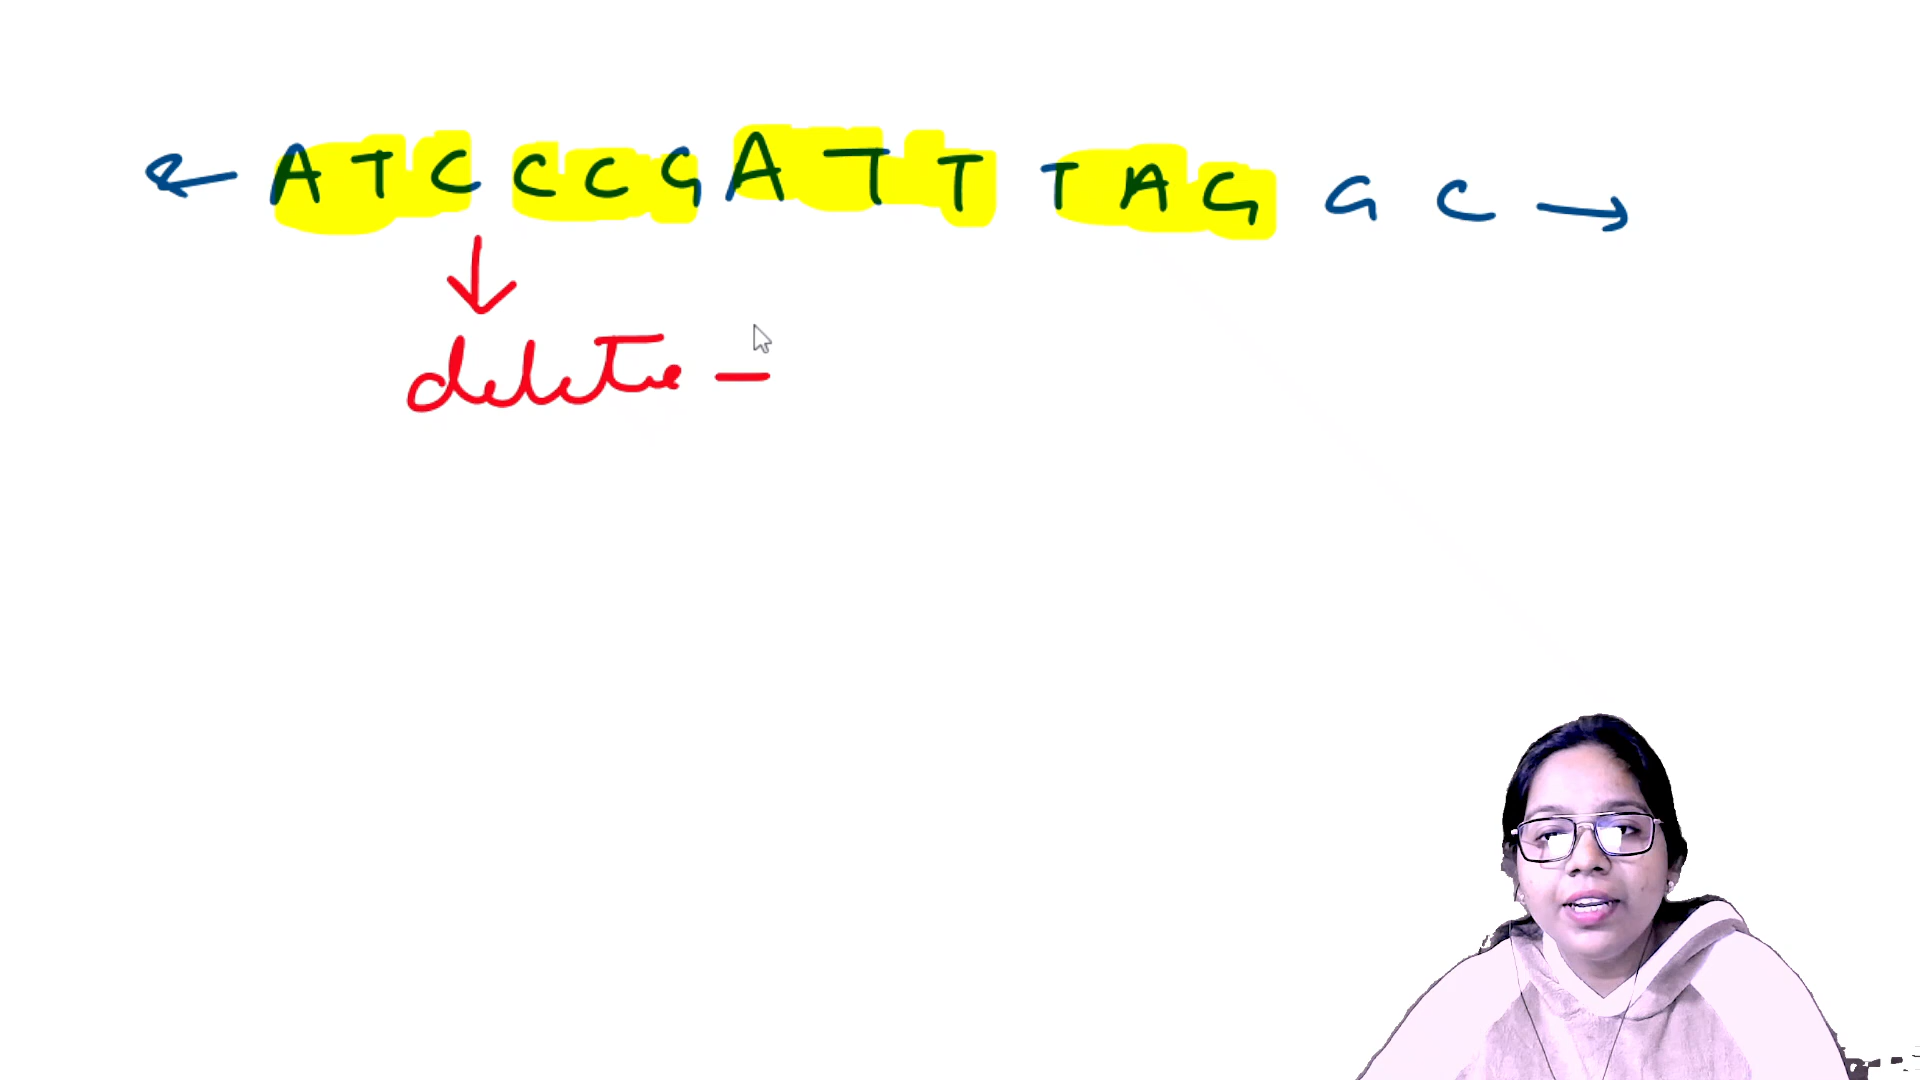 ← A T C C C G A T T T A G G C →
delete -